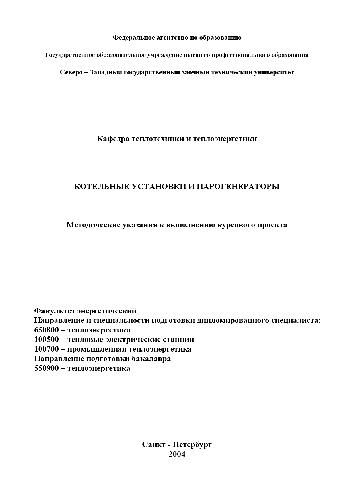 Федеральное агентство по образованию
Государственное образовательное учреждение высшего профессионального образования
Северо – Западный государственный заочный технический университет
Кафедра теплотехники и теплоэнергетики
КОТЕЛЬНЫЕ УСТАНОВКИ И ПАРОГЕНЕРАТОРЫ
Методические указания к выполнению курсового проекта
Факультет энергетический
Направление и специальности подготовки дипломированного специалиста:
650800 – теплоэнергетика
100500 – тепловые электрические станции
100700 – промышленная теплоэнергетика
Направление подготовки бакалавра
550900 – теплоэнергетика
Санкт - Петербург
2004